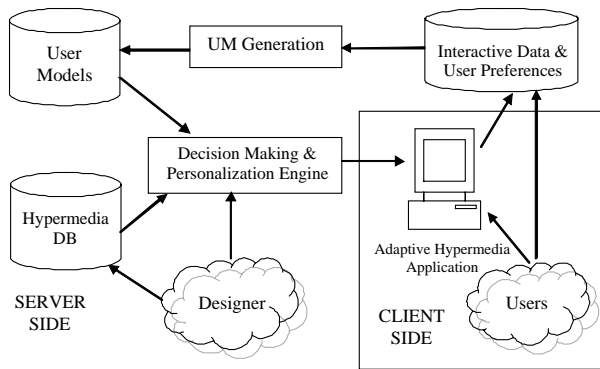 User
Models
UM Generation
Interactive Data &
User Preferences
Decision Making &
Personalization Engine
Hypermedia
DB
Adaptive Hypermedia
Application
Designer
Users
SERVER
SIDE
CLIENT
SIDE